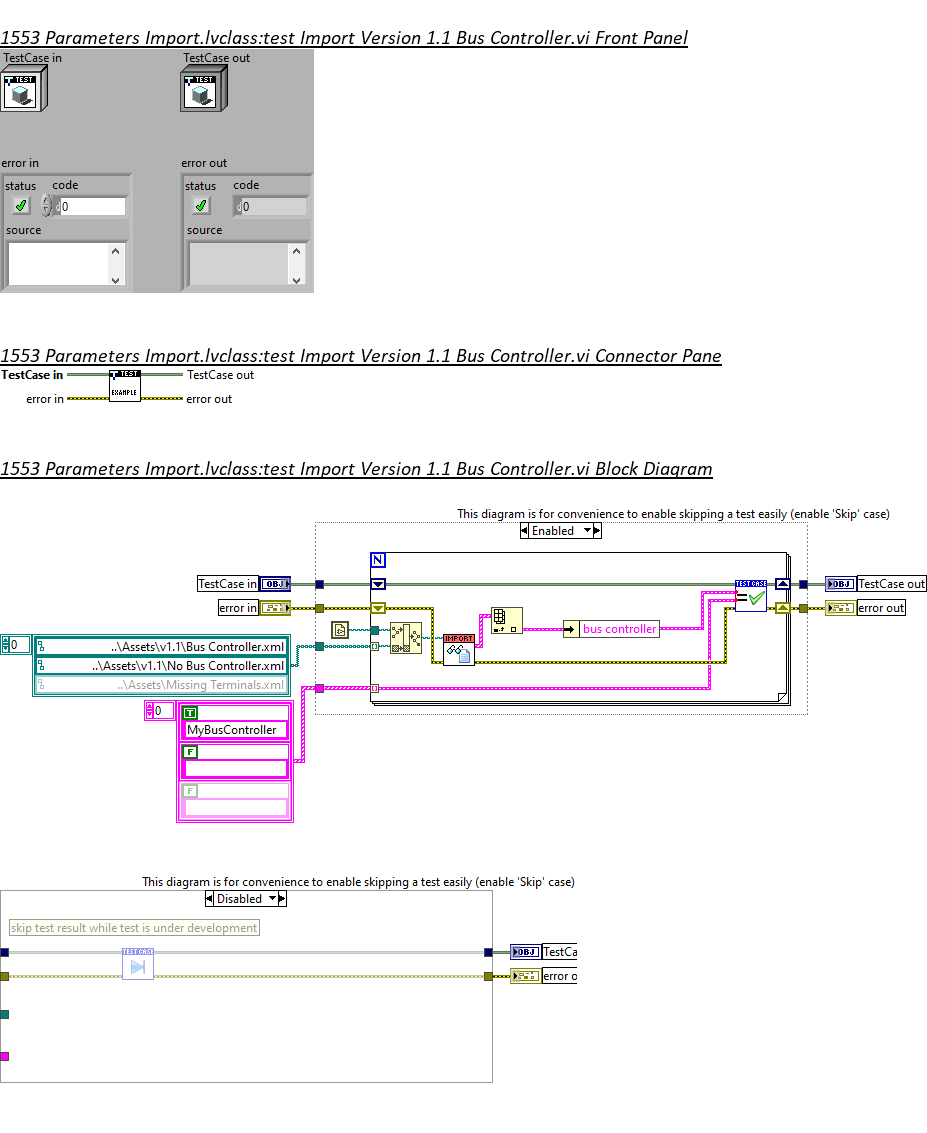 1553 Parameters Import.lvclass:test Import Version 1.1 Bus Controller.vi Front Panel
TestCase in
TestCase out
TEST
TEST
error in
error out
status code
status code
d 0
d 0
source
source
1553 Parameters Import.lvclass:test Import Version 1.1 Bus Controller.vi Connector Pane
TestCase in
TEST
TestCase out
error in
EXAMPLE
error out
1553 Parameters Import.lvclass:test Import Version 1.1 Bus Controller.vi Block Diagram
This diagram is for convenience to enable skipping a test easily (enable 'Skip' case)
Enabled
N
TestCase in
OBJ
TEST CASE
OBJ
TestCase out
error in
error out
bus controller
IMPORT
0
..\Assets\v1.1\Bus Controller.xml
..\Assets\v1.1\No Bus Controller.xml
..\Assets\Missing Terminals.xml
0
T
MyBusController
F
F
This diagram is for convenience to enable skipping a test easily (enable 'Skip' case)
Disabled
skip test result while test is under development
TEST CASE
OBJ
TestCa
error o